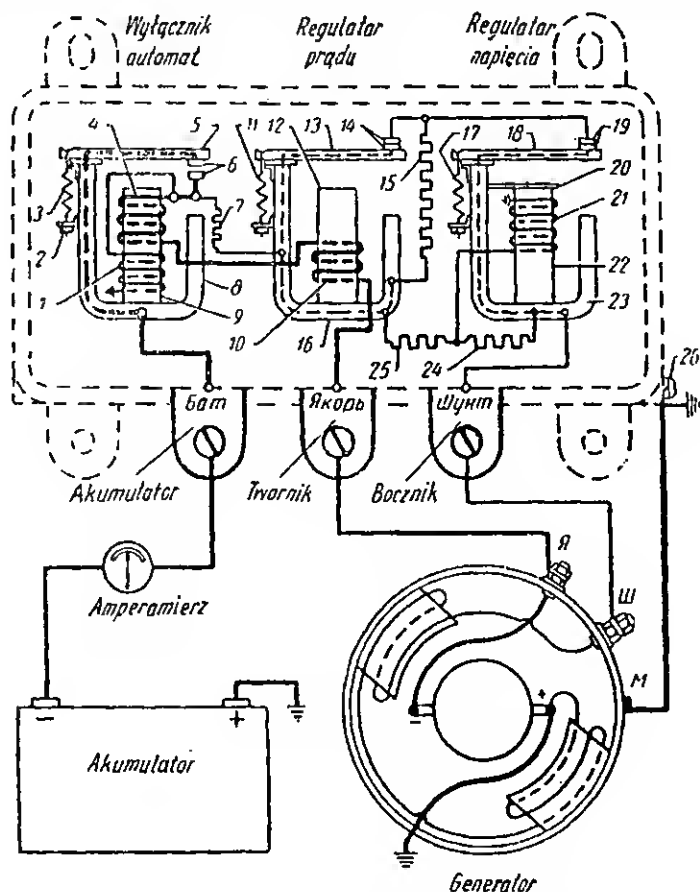 Wyłącznik
automat.
Regulator
prądu
Regulator
napięcia
4
5
11
12
13
14
17
18
19
6
15
20
3
7
21
2
22
1
8
9
10
16
25
24
23
26
Бат
Якорь
Шунт
Akumulator
Twornik
Bocznik
Amperomierz
Я
Ш
М
- +
Akumulator
- +
Generator